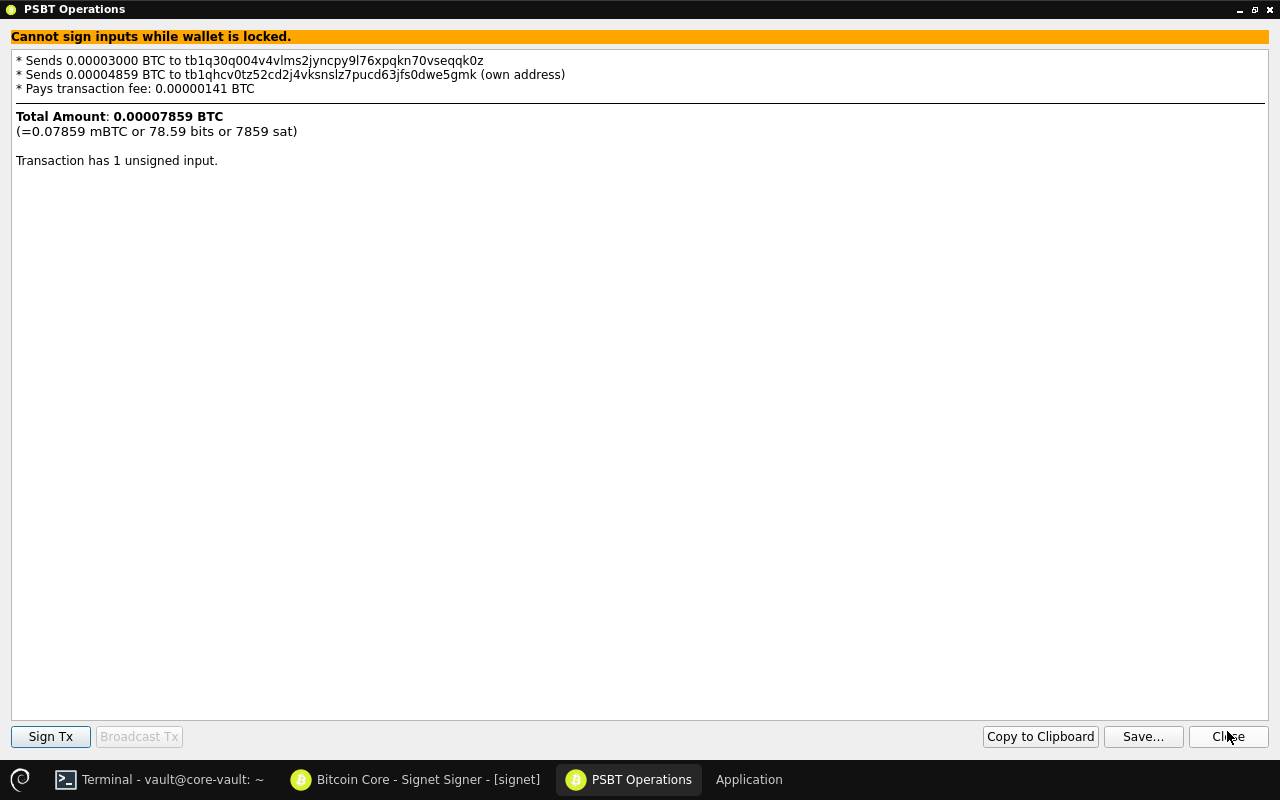 PSBT Operations
Cannot sign inputs while wallet is locked.
* Sends 0.00003000 BTC to tb1q30q004v4vlms2jyncpy9l76xpqkn70vseqqk0z
* Sends 0.00004859 BTC to tb1qhcv0tz52cd2j4vksnslz7pucd63jfs0dwe5gmk (own address)
* Pays transaction fee: 0.00000141 BTC
Total Amount: 0.00007859 BTC
(=0.07859 mBTC or 78.59 bits or 7859 sat)
Transaction has 1 unsigned input.
Sign Tx
Broadcast Tx
Copy to Clipboard
Save...
Close
Terminal - vault@core-vault: ~
Bitcoin Core - Signet Signer - [signet]
PSBT Operations
Application